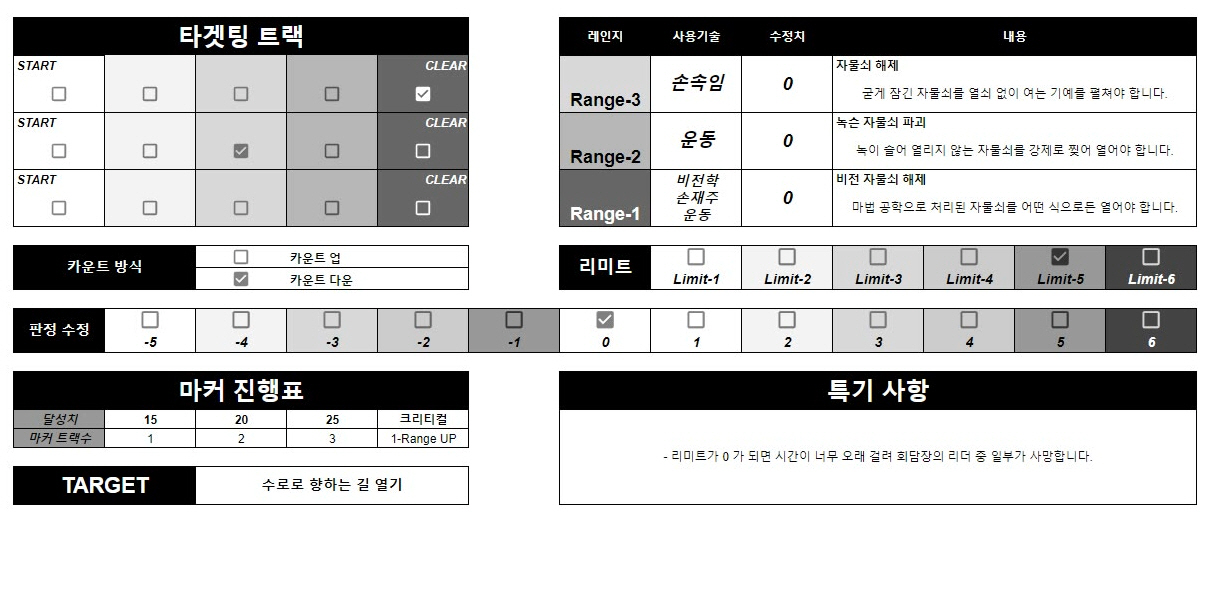 타겟팅 트랙
START CLEAR
START CLEAR
START CLEAR
레인지 사용기술 수정치 내용
Range-3 손속임 0 자물쇠 해제
굳게 잠긴 자물쇠를 열쇠 없이 여는 기예를 펼쳐야 합니다.
Range-2 운동 0 녹슨 자물쇠 파괴
녹이 슬어 열리지 않는 자물쇠를 강제로 찢어 열어야 합니다.
Range-1 비전학 손재주 운동 0 비전 자물쇠 해제
마법 공학으로 처리된 자물쇠를 어떤 식으로든 열어야 합니다.
카운트 방식 카운트 업
카운트 다운
리미트 Limit-1 Limit-2 Limit-3 Limit-4 Limit-5 Limit-6
판정 수정 -5 -4 -3 -2 -1 0 1 2 3 4 5 6
마커 진행표
달성치 15 20 25 크리티컬
마커 트랙수 1 2 3 1-Range UP
TARGET 수로로 향하는 길 열기
특기 사항
- 리미트가 0 가 되면 시간이 너무 오래 걸려 회담장의 리더 중 일부가 사망합니다.